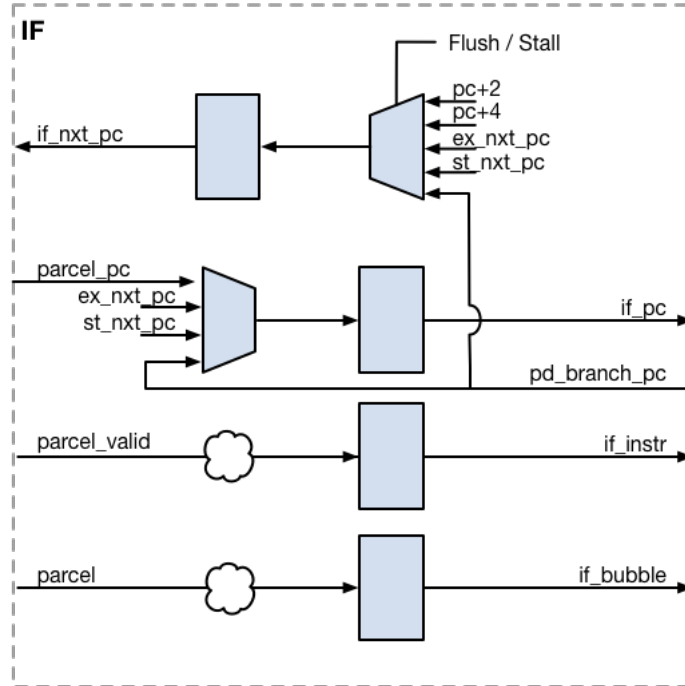 IF
Flush / Stall
pc+2
pc+4
if_nxt_pc
ex_nxt_pc
st_nxt_pc
parcel_pc
ex_nxt_pc
st_nxt_pc
if_pc
pd_branch_pc
parcel_valid
if_instr
parcel
if_bubble